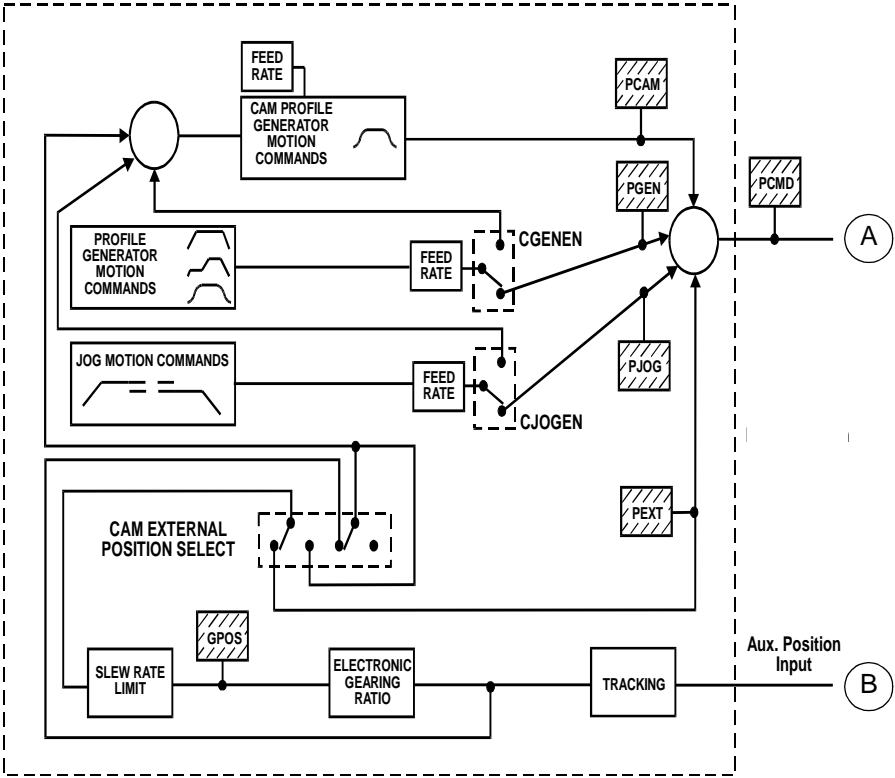 FEED
RATE
CAM PROFILE
GENERATOR
MOTION
COMMANDS
PCAM
PGEN
PCMD
A
CGENEN
PROFILE
GENERATOR
MOTION
COMMANDS
FEED
RATE
JOG MOTION COMMANDS
FEED
RATE
PJOG
CJOGEN
CAM EXTERNAL
POSITION SELECT
PEXT
GPOS
SLEW RATE
LIMIT
ELECTRONIC
GEARING
RATIO
TRACKING
Aux. Position
Input
B